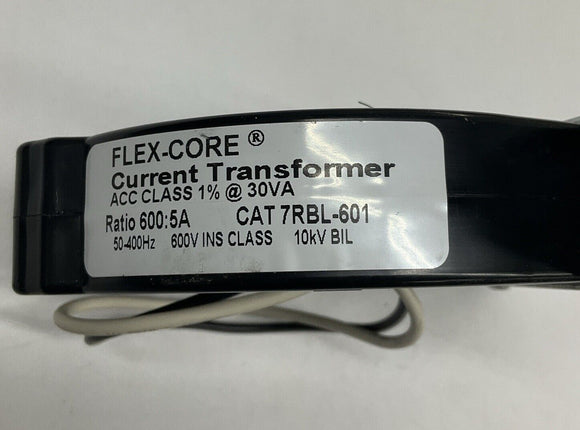 FLEX-CORE ®
Current Transformer
ACC CLASS 1% @ 30VA
Ratio 600:5A CAT 7RBL-601
50-400Hz 600V INS CLASS 10kV BIL